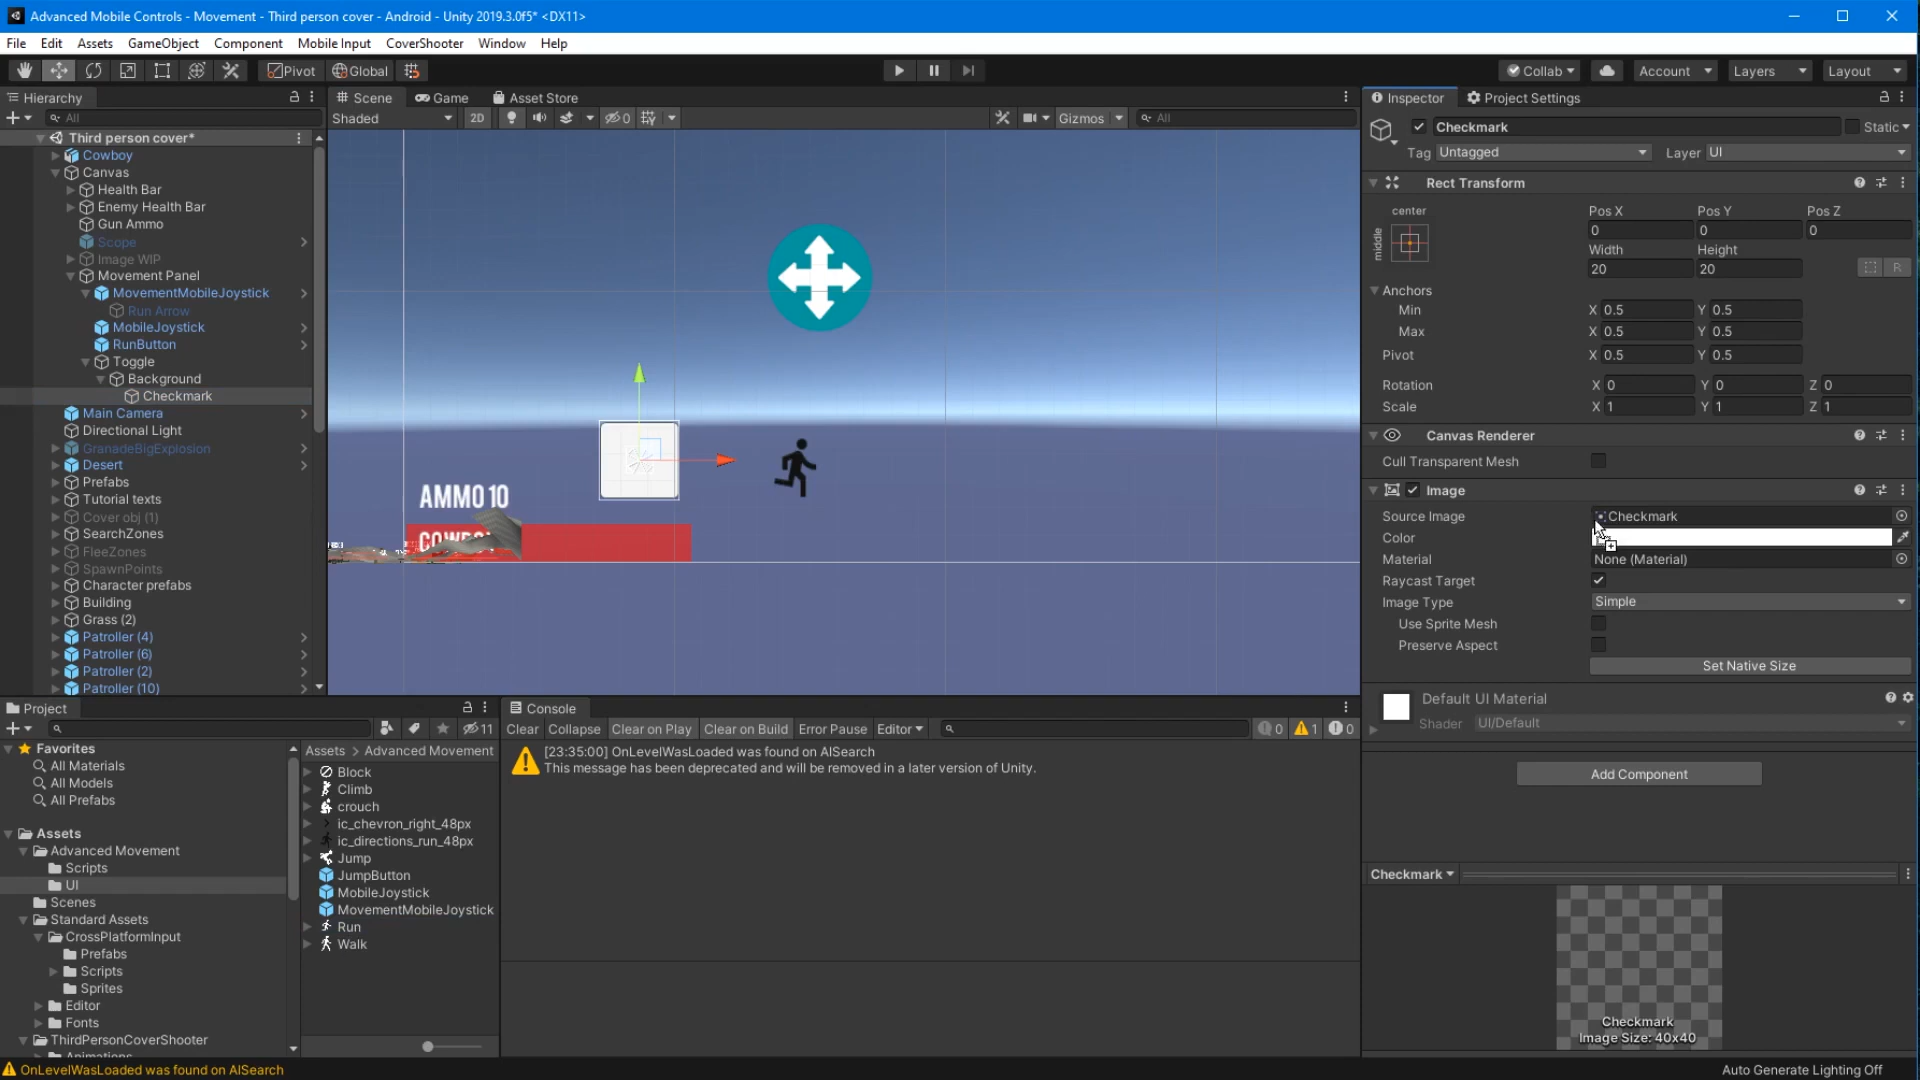 Advanced Mobile Controls - Movement - Third person cover - Android - Unity 2019.3.0f5* <DX11>
File Edit Assets GameObject Component Mobile Input CoverShooter Window Help
Pivot Global Collab Account Layers Layout
Hierarchy
All
Third person cover*
Cowboy
Canvas
Health Bar
Enemy Health Bar
Gun Ammo
Scope
Image WIP
Movement Panel
MovementMobileJoystick
Run Arrow
MobileJoystick
RunButton
Toggle
Background
Checkmark
Main Camera
Directional Light
GranadeBigExplosion
Desert
Prefabs
Tutorial texts
Cover obj (1)
SearchZones
FleeZones
SpawnPoints
Character prefabs
Building
Grass (2)
Patroller (4)
Patroller (6)
Patroller (2)
Patroller (10)
Scene Game Asset Store
Shaded 2D 0 Gizmos All
AMMO 10
Inspector Project Settings
Checkmark Static
Tag Untagged Layer UI
Rect Transform
center
middle
Pos X Pos Y Pos Z
0 0 0
Width Height
20 20 R
Anchors
Min X 0.5 Y 0.5
Max X 0.5 Y 0.5
Pivot X 0.5 Y 0.5
Rotation X 0 Y 0 Z 0
Scale X 1 Y 1 Z 1
Canvas Renderer
Cull Transparent Mesh
Image
Source Image Checkmark
Color
Material None (Material)
Raycast Target
Image Type Simple
Use Sprite Mesh
Preserve Aspect
Set Native Size
Default UI Material
Shader UI/Default
Add Component
Checkmark
Checkmark
Image Size: 40x40
Project
11
Favorites
All Materials
All Models
All Prefabs
Assets
Advanced Movement
Scripts
UI
Scenes
Standard Assets
CrossPlatformInput
Prefabs
Scripts
Sprites
Editor
Fonts
ThirdPersonCoverShooter
Assets > Advanced Movement
Block
Climb
crouch
ic_chevron_right_48px
ic_directions_run_48px
Jump
JumpButton
MobileJoystick
MovementMobileJoystick
Run
Walk
Console
Clear Collapse Clear on Play Clear on Build Error Pause Editor 0 1 0
[23:35:00] OnLevelWasLoaded was found on AISearch
This message has been deprecated and will be removed in a later version of Unity.
OnLevelWasLoaded was found on AISearch
Auto Generate Lighting Off